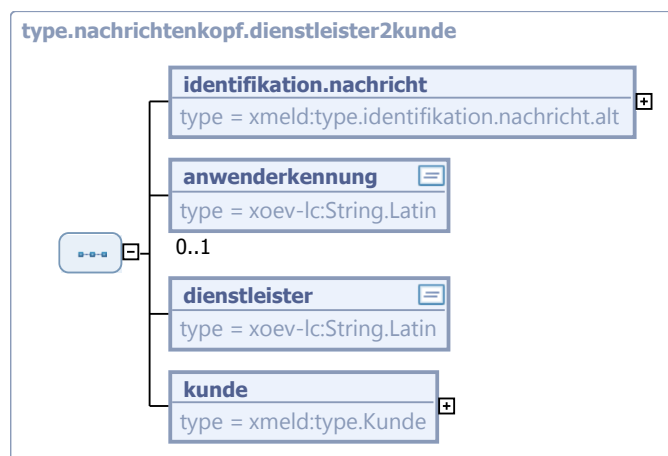 type.nachrichtenkopf.dienstleister2kunde
identifikation.nachricht
type = xmeld:type.identifikation.nachricht.alt
anwenderkennung
type = xoev-lc:String.Latin
0..1
dienstleister
type = xoev-lc:String.Latin
kunde
type = xmeld:type.Kunde